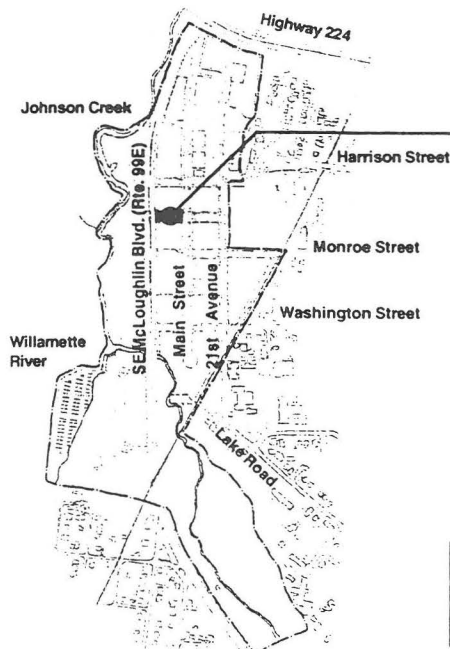 Highway 224
Johnson Creek
Harrison Street
SE McLoughlin Blvd. (Rte. 99E)
Main Street
21st Avenue
Monroe Street
Washington Street
Willamette
River
Lake Road